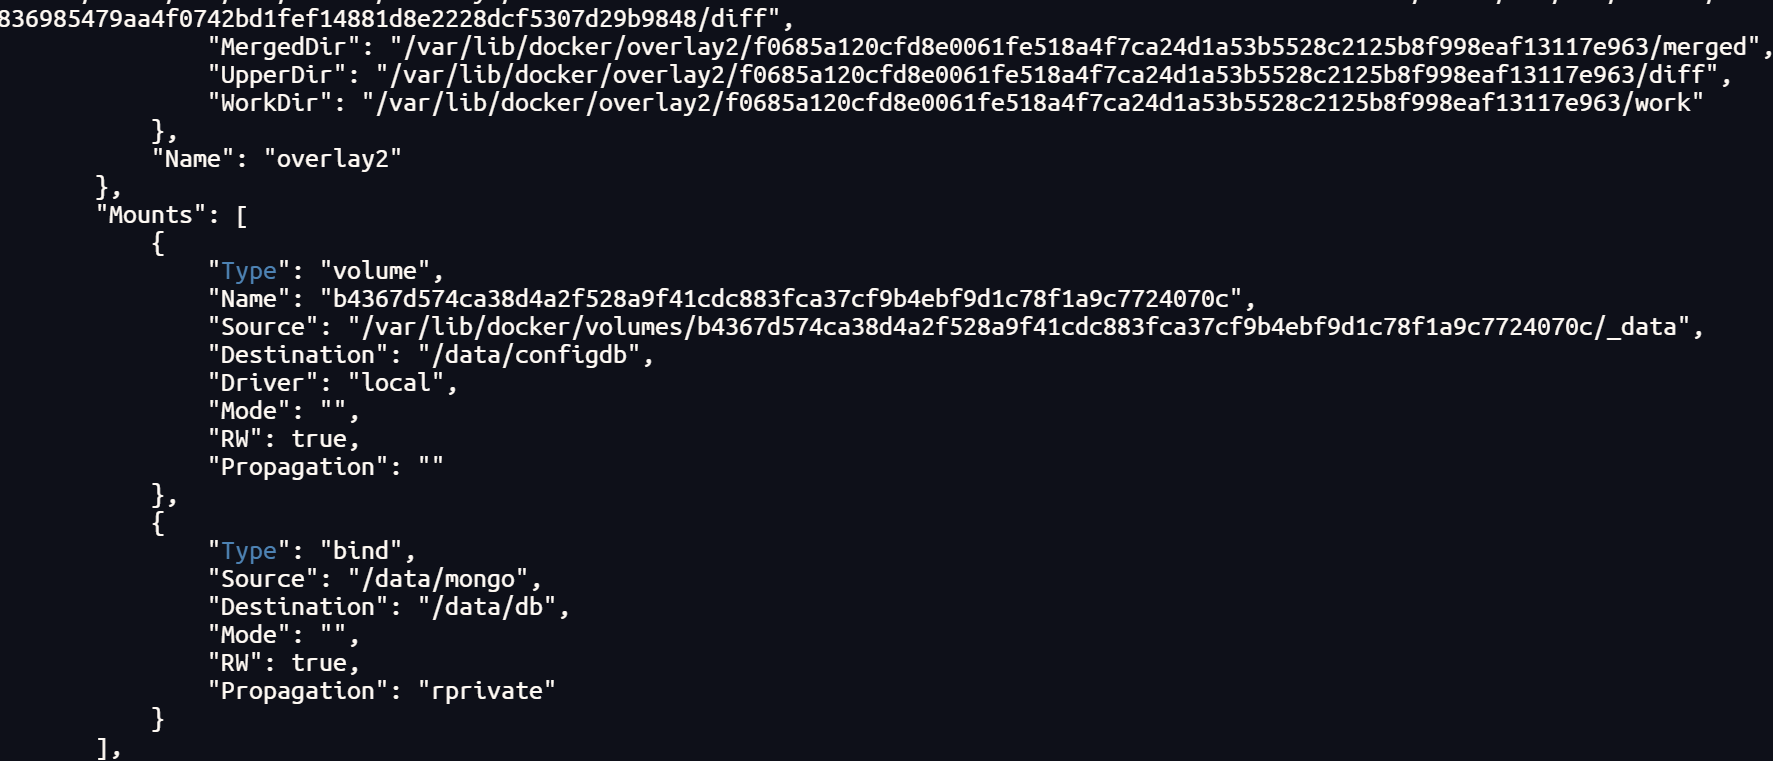 836985479aa4f0742bd1fef14881d8e2228dcf5307d29b9848/diff",
"MergedDir": "/var/lib/docker/overlay2/f0685a120cfd8e0061fe518a4f7ca24d1a53b5528c2125b8f998eaf13117e963/merged",
"UpperDir": "/var/lib/docker/overlay2/f0685a120cfd8e0061fe518a4f7ca24d1a53b5528c2125b8f998eaf13117e963/diff",
"WorkDir": "/var/lib/docker/overlay2/f0685a120cfd8e0061fe518a4f7ca24d1a53b5528c2125b8f998eaf13117e963/work"
},
"Name": "overlay2"
},
"Mounts": [
{
"Type": "volume",
"Name": "b4367d574ca38d4a2f528a9f41cdc883fca37cf9b4ebf9d1c78f1a9c7724070c",
"Source": "/var/lib/docker/volumes/b4367d574ca38d4a2f528a9f41cdc883fca37cf9b4ebf9d1c78f1a9c7724070c/_data",
"Destination": "/data/configdb",
"Driver": "local",
"Mode": "",
"RW": true,
"Propagation": ""
},
{
"Type": "bind",
"Source": "/data/mongo",
"Destination": "/data/db",
"Mode": "",
"RW": true,
"Propagation": "rprivate"
}
],